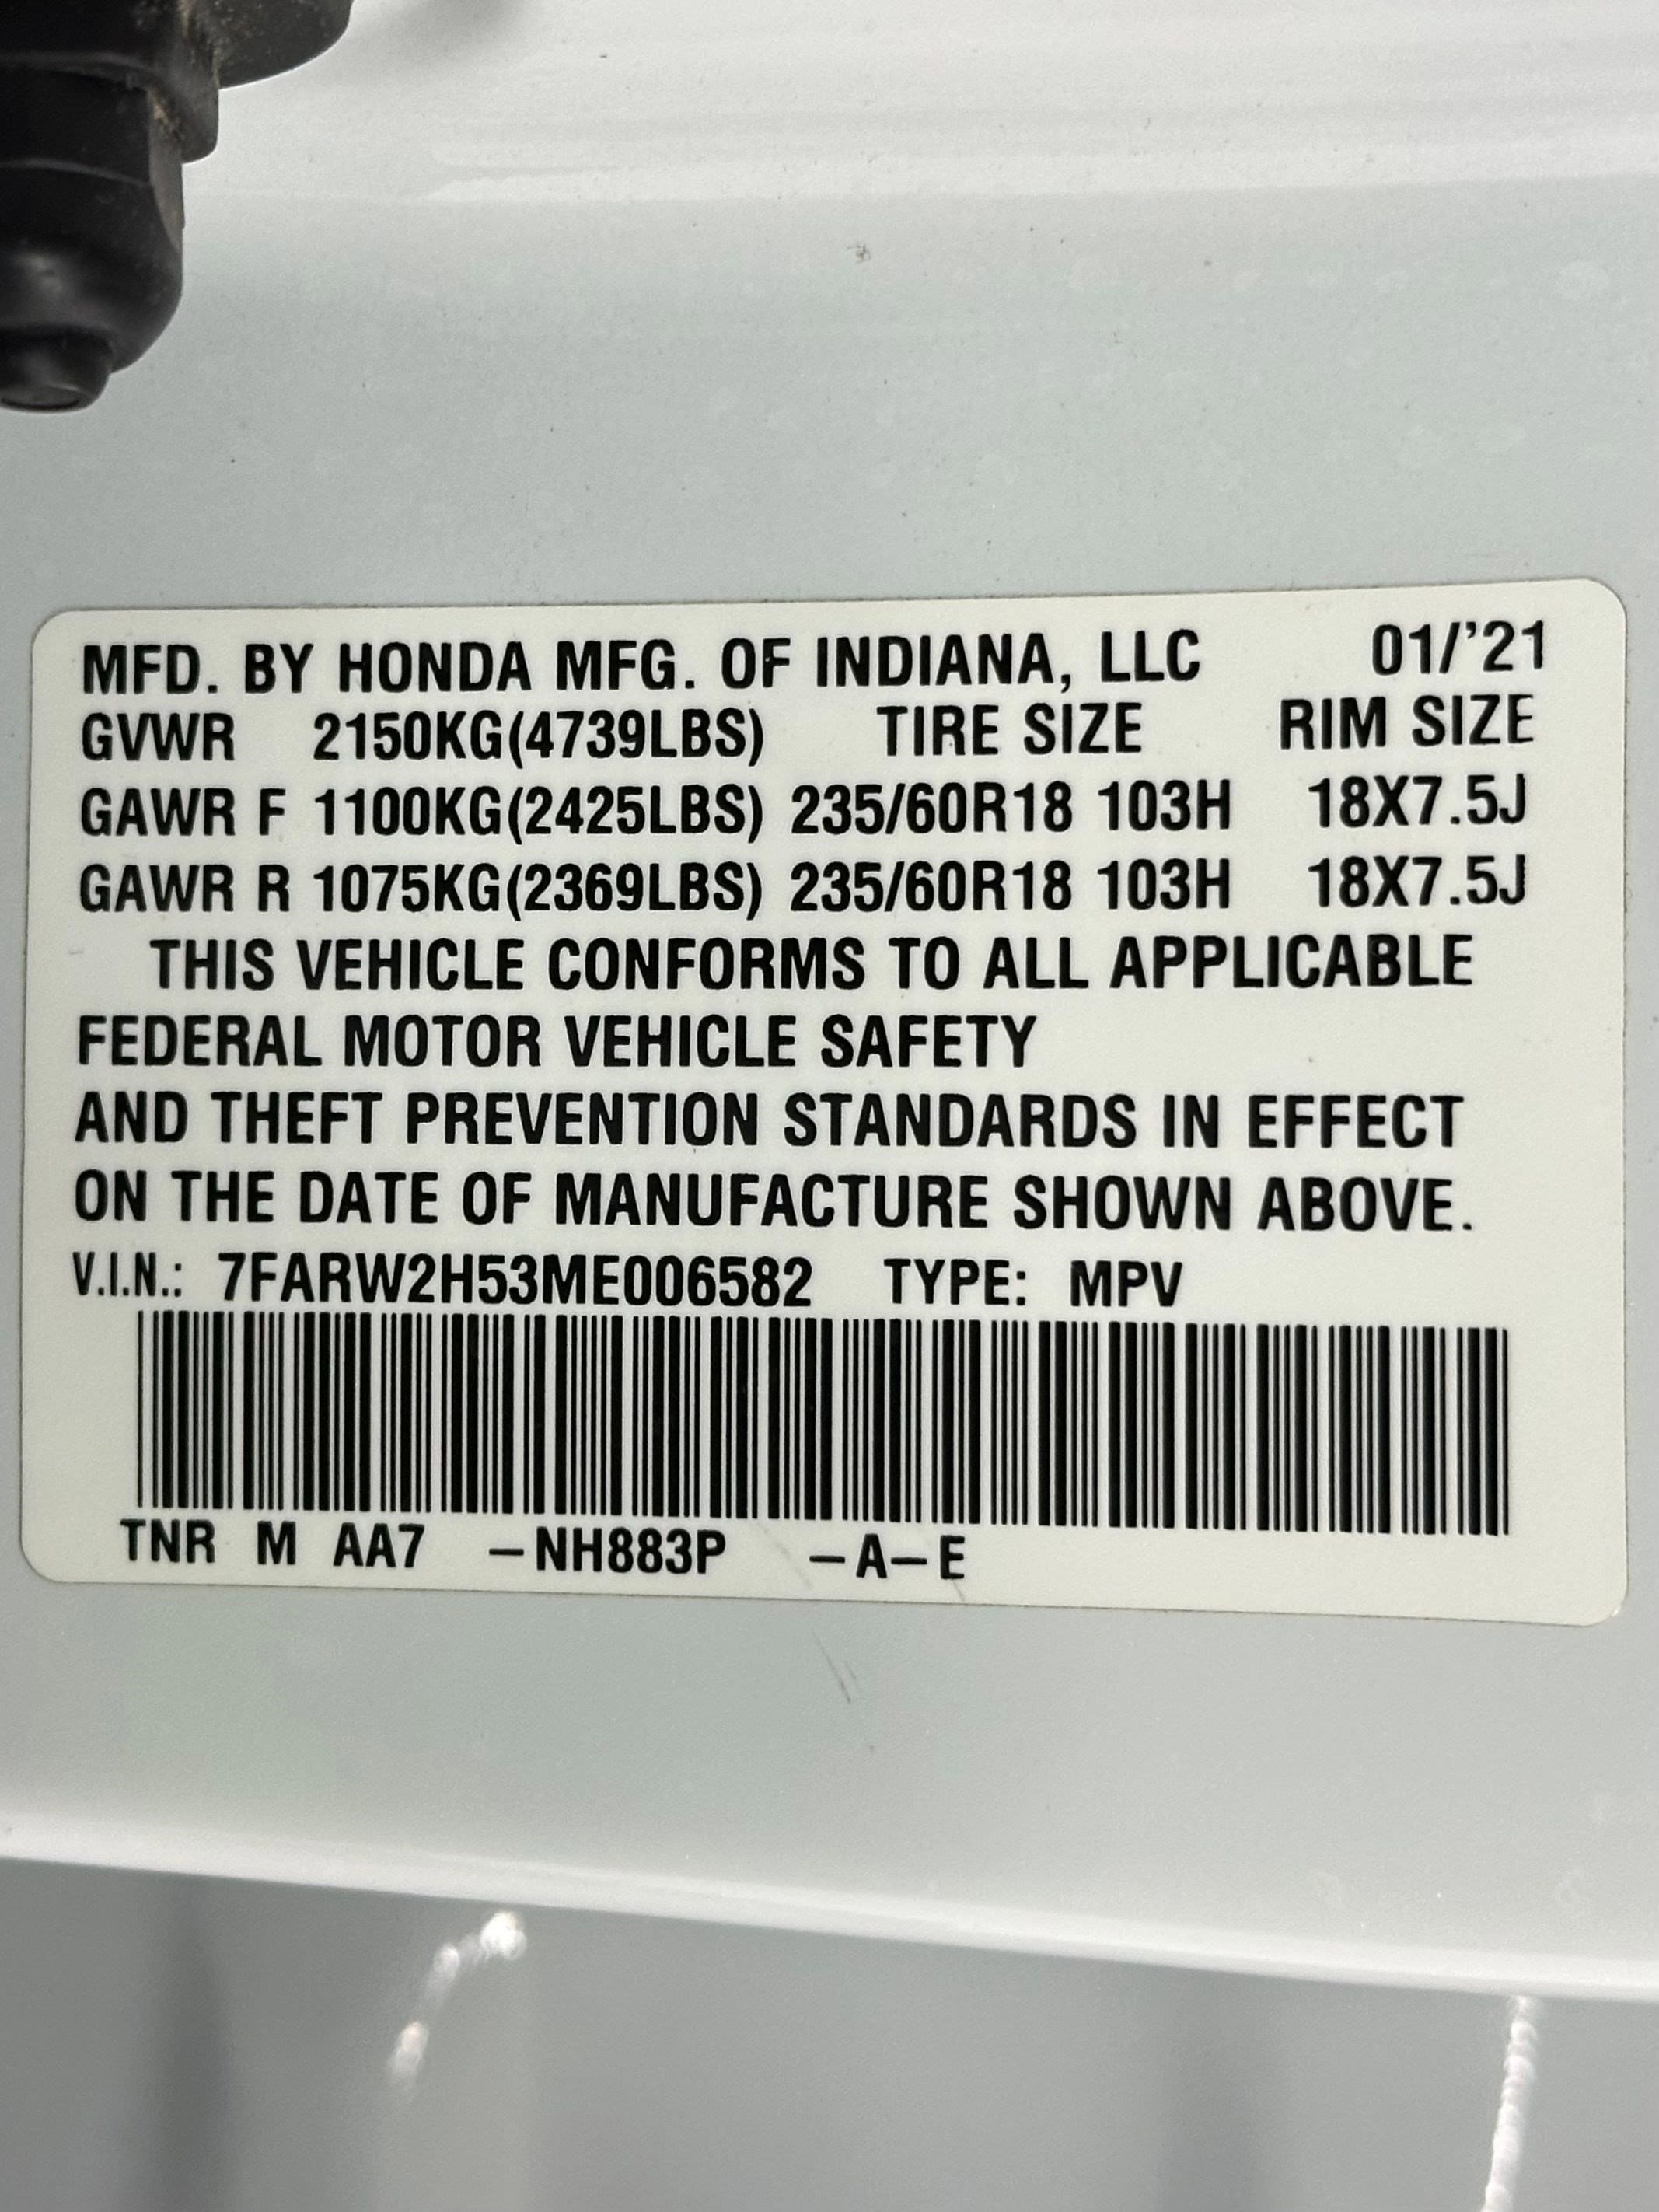 MFD. BY HONDA MFG. OF INDIANA, LLC 01/'21
GVWR 2150KG(4739LBS) TIRE SIZE RIM SIZE
GAWR F 1100KG(2425LBS) 235/60R18 103H 18X7.5J
GAWR R 1075KG(2369LBS) 235/60R18 103H 18X7.5J
THIS VEHICLE CONFORMS TO ALL APPLICABLE
FEDERAL MOTOR VEHICLE SAFETY
AND THEFT PREVENTION STANDARDS IN EFFECT
ON THE DATE OF MANUFACTURE SHOWN ABOVE.
V.I.N.: 7FARW2H53ME006582 TYPE: MPV
TNR M AA7 –NH883P –A–E